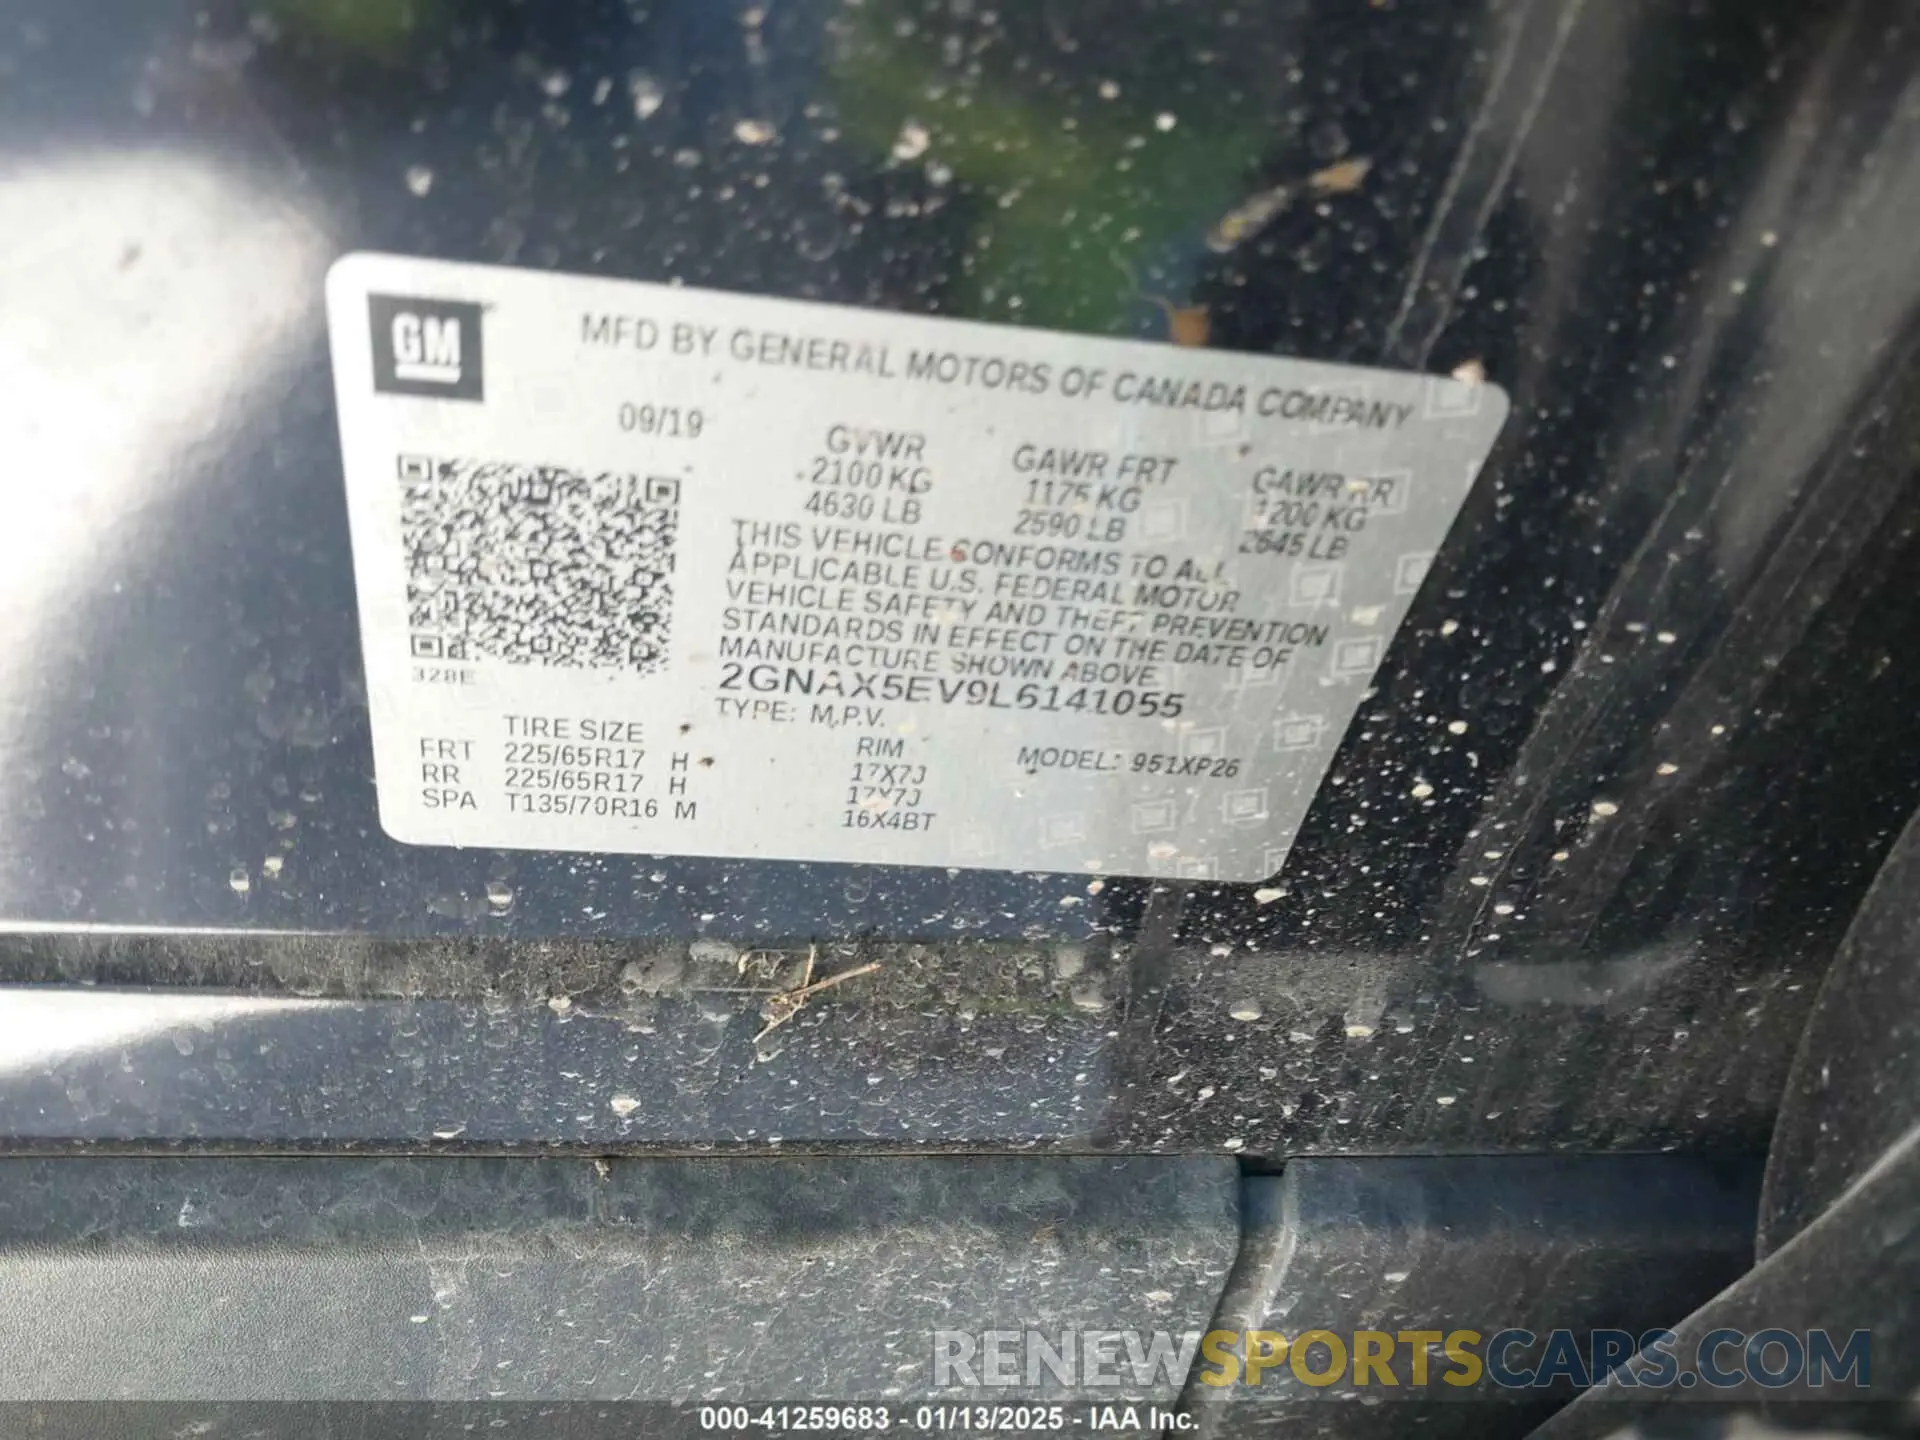 GM
MFD BY GENERAL MOTORS OF CANADA COMPANY
09/19
GVWR GAWR FRT GAWR RR
2100 KG 1175 KG 1200 KG
4630 LB 2590 LB 2645 LB
THIS VEHICLE CONFORMS TO ALL
APPLICABLE U.S. FEDERAL MOTOR
VEHICLE SAFETY AND THEFT PREVENTION
STANDARDS IN EFFECT ON THE DATE OF
MANUFACTURE SHOWN ABOVE.
328E
2GNAX5EV9L6141055
TYPE: M.P.V.
TIRE SIZE RIM MODEL: 951XP26
FRT 225/65R17 H 17X7J
RR 225/65R17 H 17X7J
SPA T135/70R16 M 16X4BT
RENEWSPORTSCARS.COM
000-41259683 - 01/13/2025 - IAA Inc.